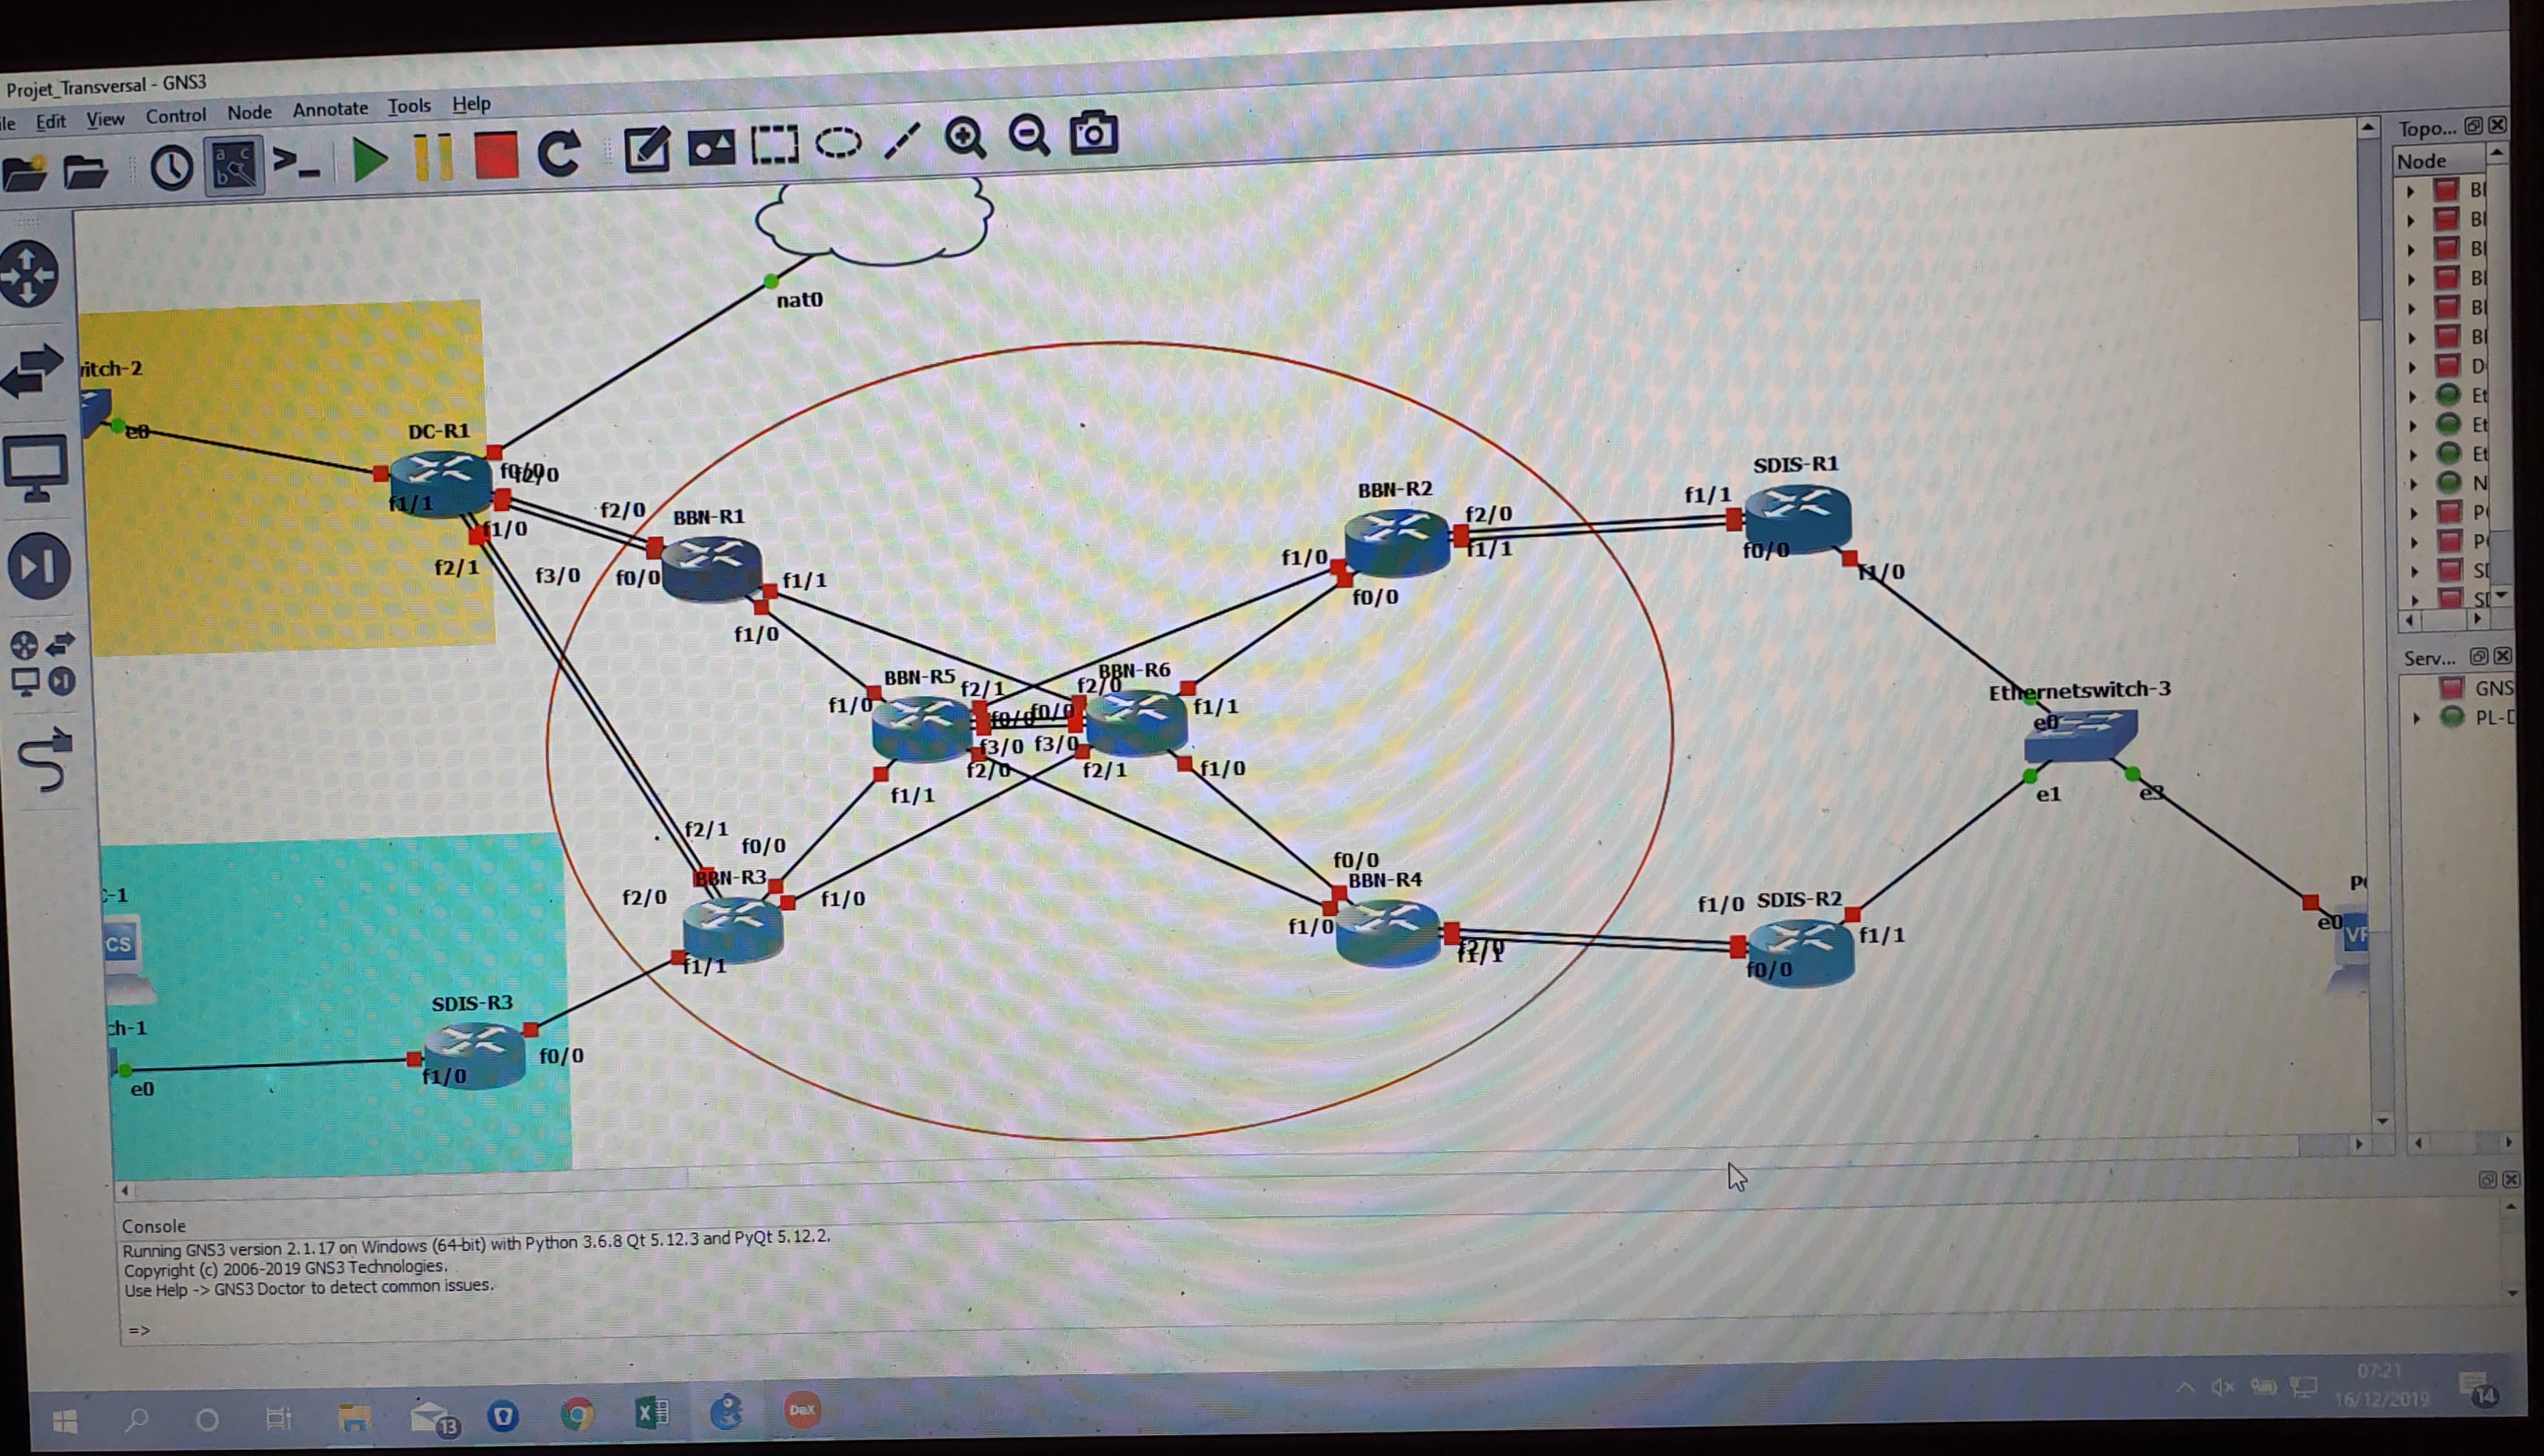 Projet_Transversal - GNS3
ile Edit View Control Node Annotate Tools Help
Topo...
Node
Bl
Bl
Bl
Bl
Bl
Bl
D
Et
Et
Et
N
P
P
SI
SI
nat0
itch-2
e0
DC-R1
f0/0
f2/0
f1/1
f1/0
f2/1
f3/0
f2/0
BBN-R1
f0/0
f1/1
f1/0
BBN-R2
f2/0
f1/1
f1/0
f0/0
SDIS-R1
f1/1
f0/0
f1/0
BBN-R5
f2/1
f1/0
f0/0
f3/0
f2/0
f1/1
BBN-R6
f2/0
f0/0
f1/1
f3/0
f2/1
f1/0
Serv...
GNS
PL-D
Ethernetswitch-3
e0
e1
e3
f2/1
f0/0
BBN-R3
f2/0
f1/0
f1/1
f0/0
BBN-R4
f1/0
f1/0
SDIS-R2
f1/1
f0/0
e0
C-1
CS
ch-1
e0
SDIS-R3
f0/0
f1/0
Console
Running GNS3 version 2.1.17 on Windows (64-bit) with Python 3.6.8 Qt 5.12.3 and PyQt 5.12.2.
Copyright (c) 2006-2019 GNS3 Technologies.
Use Help -> GNS3 Doctor to detect common issues.
=>
13
DeX
07:21
16/12/2019
14